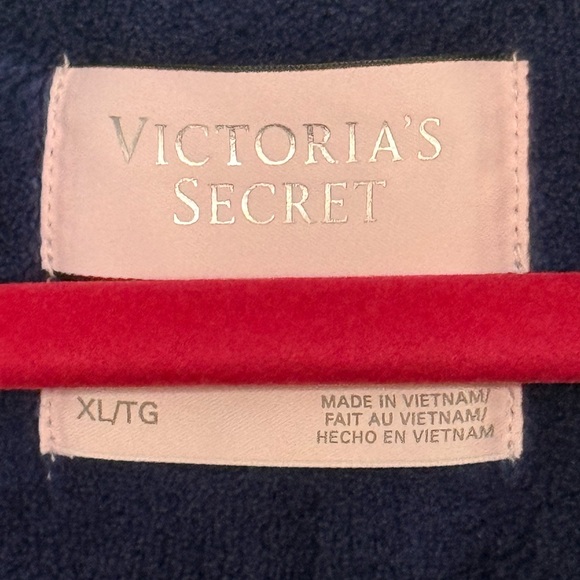 VICTORIA'S
SECRET
XL/TG
MADE IN VIETNAM/
FAIT AU VIETNAM/
HECHO EN VIETNAM